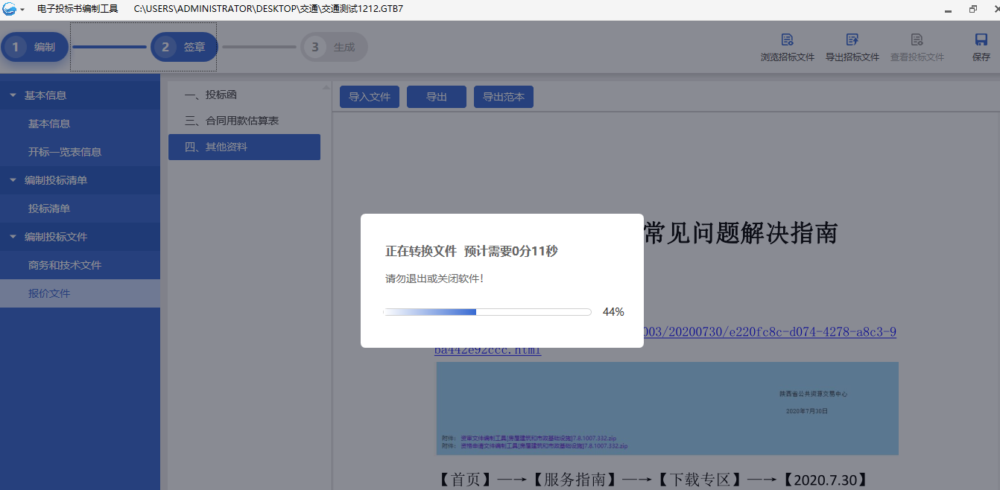 电子投标书编制工具 C:\USERS\ADMINISTRATOR\DESKTOP\交通\交通测试1212.GTB7
1 编制
2 签章
3 生成
浏览招标文件 导出招标文件 查看投标文件 保存
基本信息
基本信息
开标一览表信息
编制投标清单
投标清单
编制投标文件
商务和技术文件
报价文件
一、投标函
三、合同用款估算表
四、其他资料
导入文件 导出 导出范本
常见问题解决指南
正在转换文件 预计需要0分11秒
请勿退出或关闭软件!
44%
003/20200730/e220fc8c-d074-4278-a8c3-9
ba442e92ccc.html
陕西省公共资源交易中心
2020年7月30日
附件: 资审文件编制工具[房屋建筑和市政基础设施]7.8.1007.332.zip
附件: 资格申请文件编制工具[房屋建筑和市政基础设施]7.8.1007.332.zip
【首页】—→【服务指南】—→【下载专区】—→【2020.7.30】